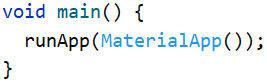 void main() {
  runApp(MaterialApp());
}